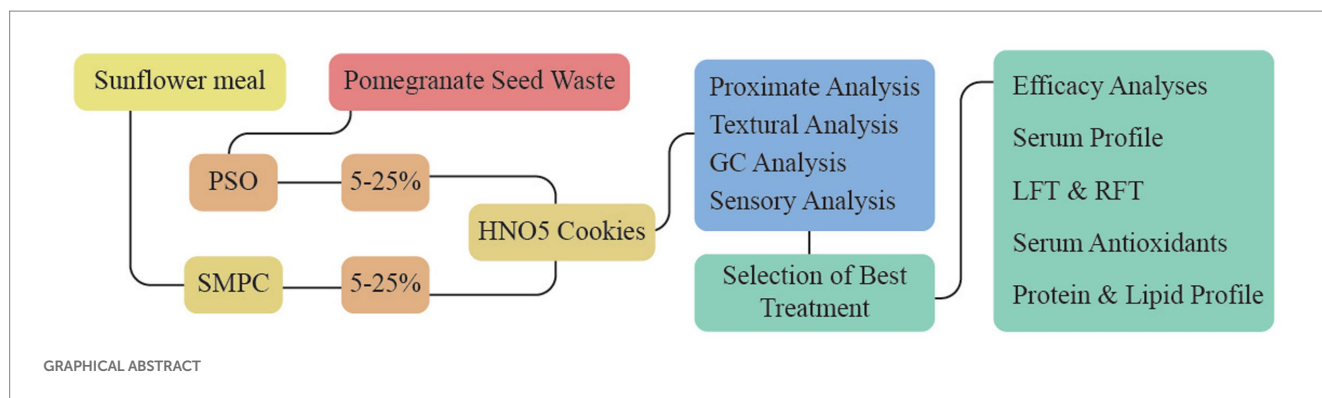 Sunflower meal
Pomegranate Seed Waste
PSO
5-25%
SMPC
5-25%
HNO5 Cookies
Proximate Analysis
Textural Analysis
GC Analysis
Sensory Analysis
Selection of Best
Treatment
Efficacy Analyses
Serum Profile
LFT & RFT
Serum Antioxidants
Protein & Lipid Profile
GRAPHICAL ABSTRACT